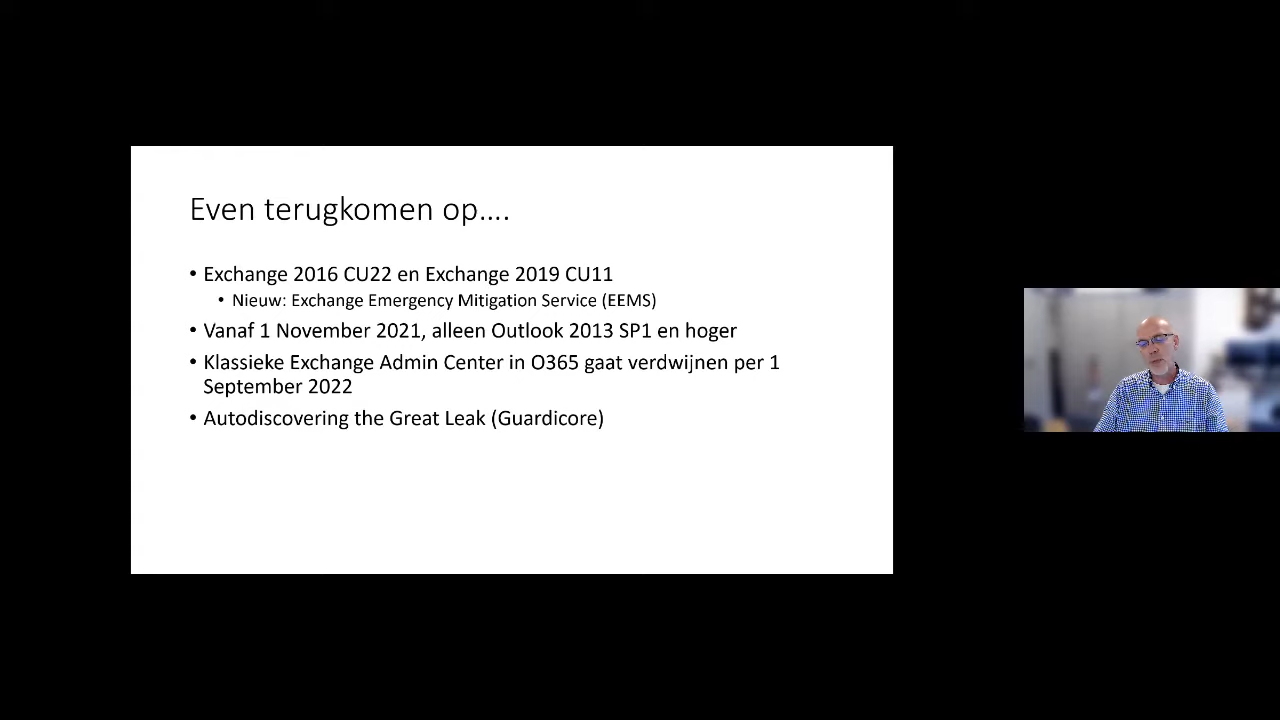 Even terugkomen op....
• Exchange 2016 CU22 en Exchange 2019 CU11
• Nieuw: Exchange Emergency Mitigation Service (EEMS)
• Vanaf 1 November 2021, alleen Outlook 2013 SP1 en hoger
• Klassieke Exchange Admin Center in O365 gaat verdwijnen per 1
September 2022
• Autodiscovering the Great Leak (Guardicore)